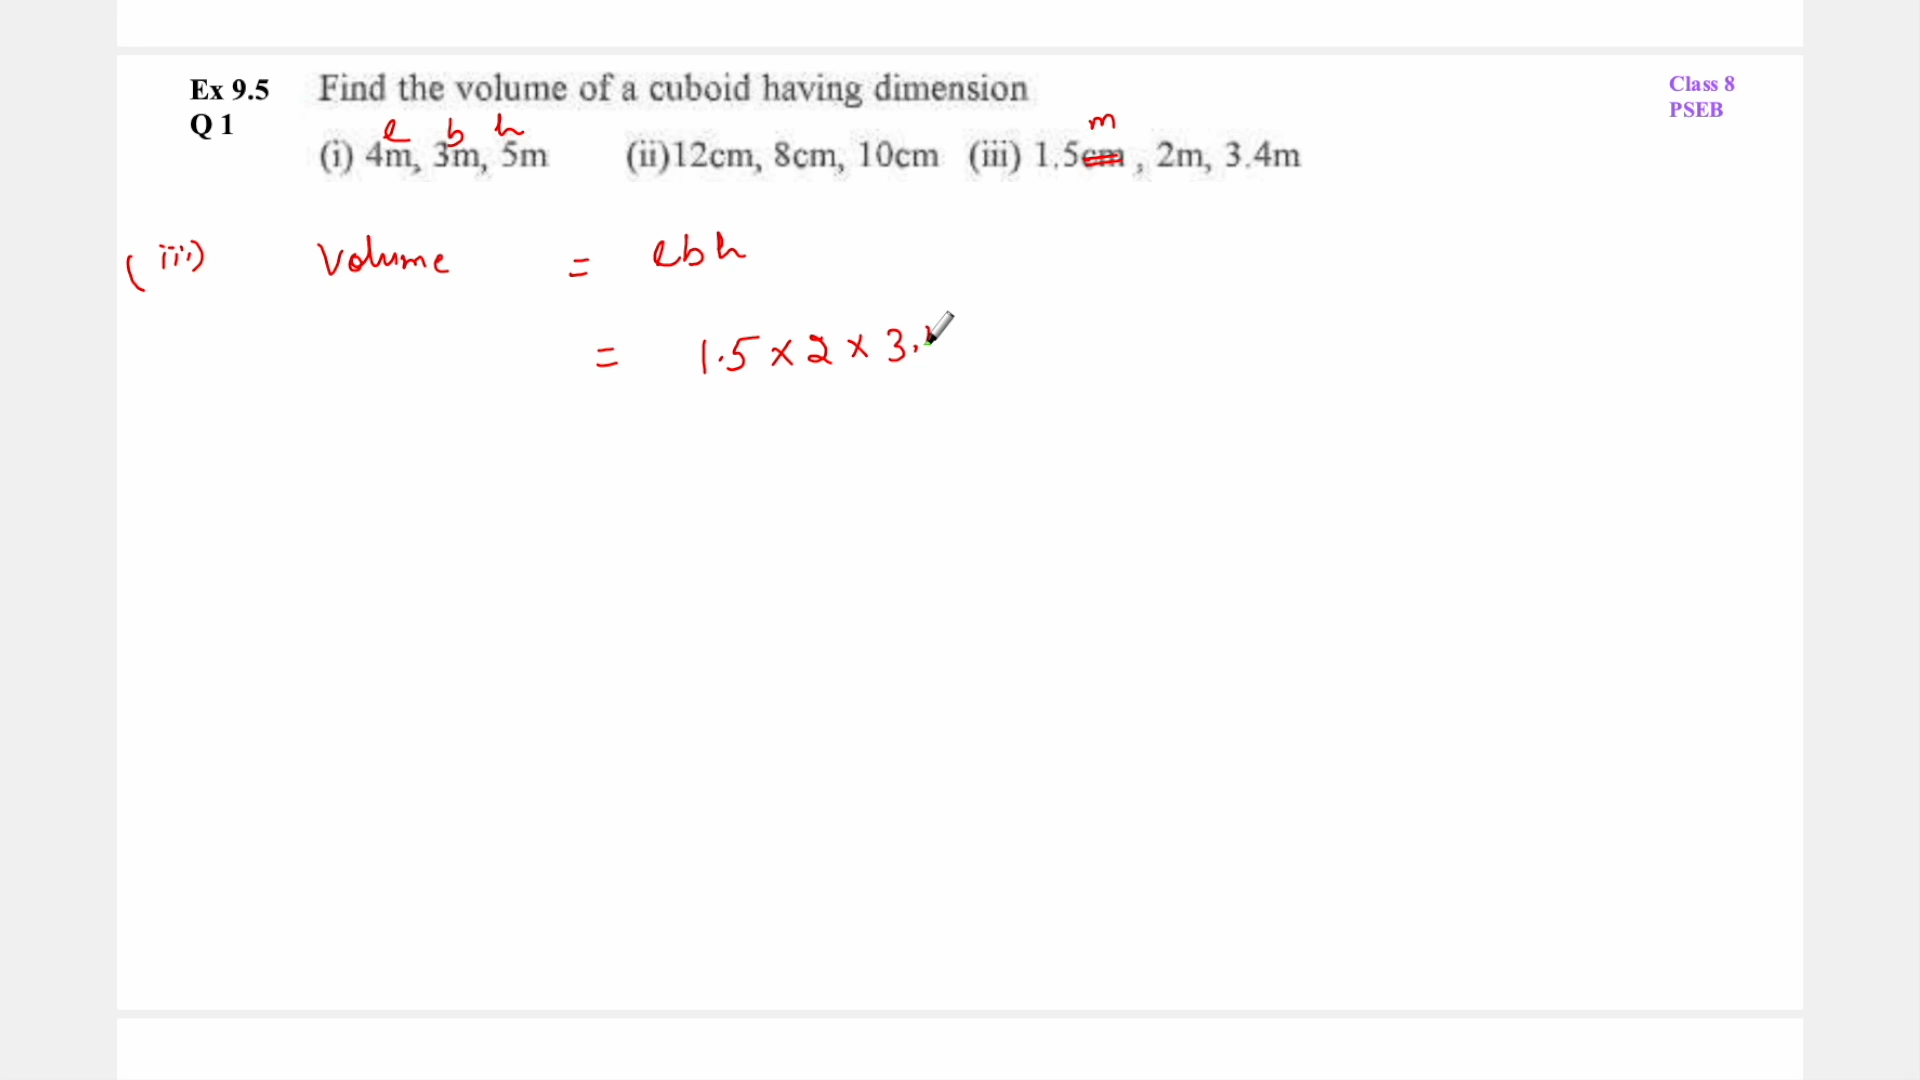 Ex 9.5 Find the volume of a cuboid having dimension
Class 8
PSEB
Q 1
l b h
m
(i) 4m, 3m, 5m (ii)12cm, 8cm, 10cm (iii) 1.5cm , 2m, 3.4m
(iii) Volume = lbh
= 1.5 × 2 × 3.